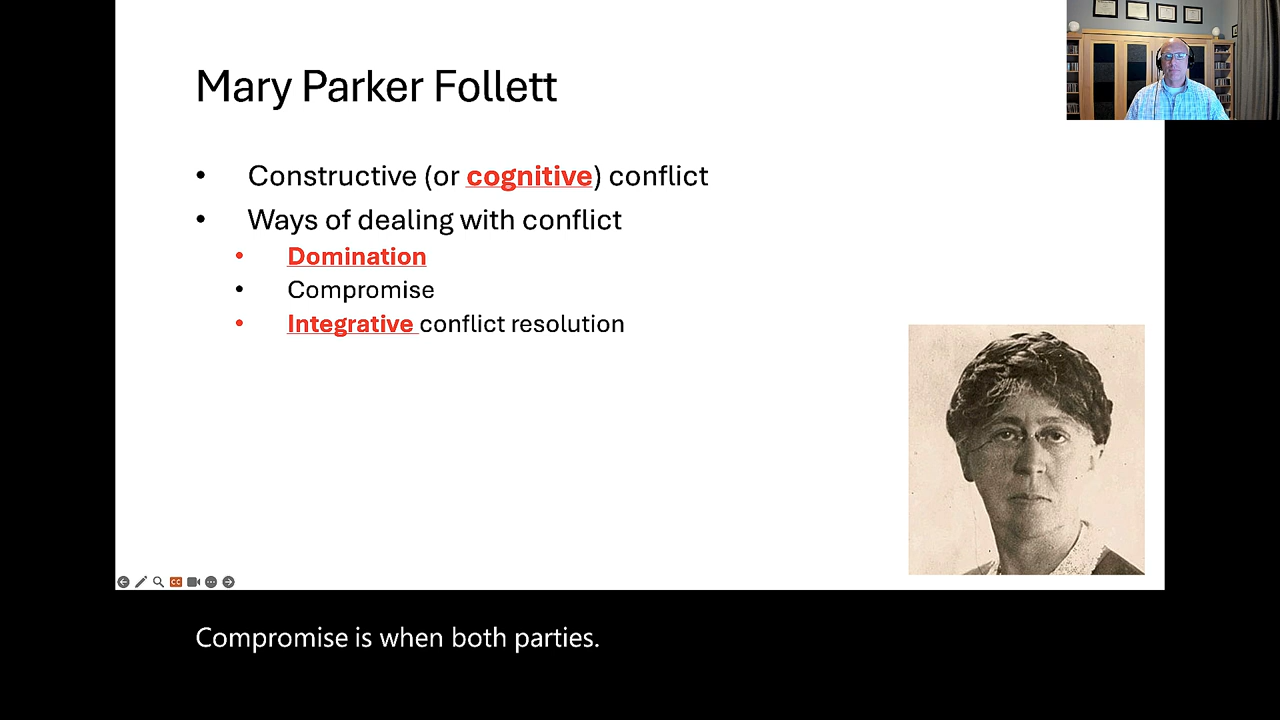 Mary Parker Follett
• Constructive (or cognitive) conflict
• Ways of dealing with conflict
• Domination
• Compromise
• Integrative conflict resolution
CC
Compromise is when both parties.